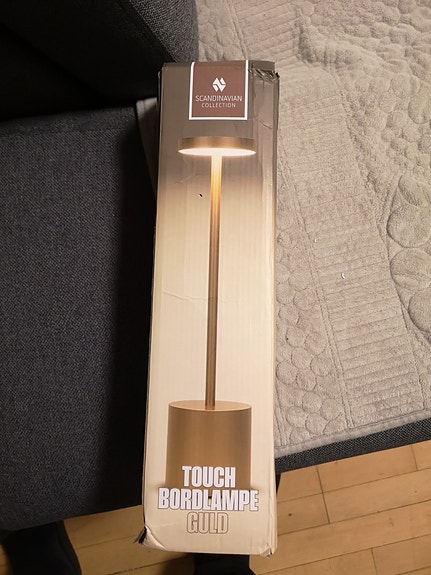 SCANDINAVIAN
COLLECTION
TOUCH
BORDLAMPE
GULD